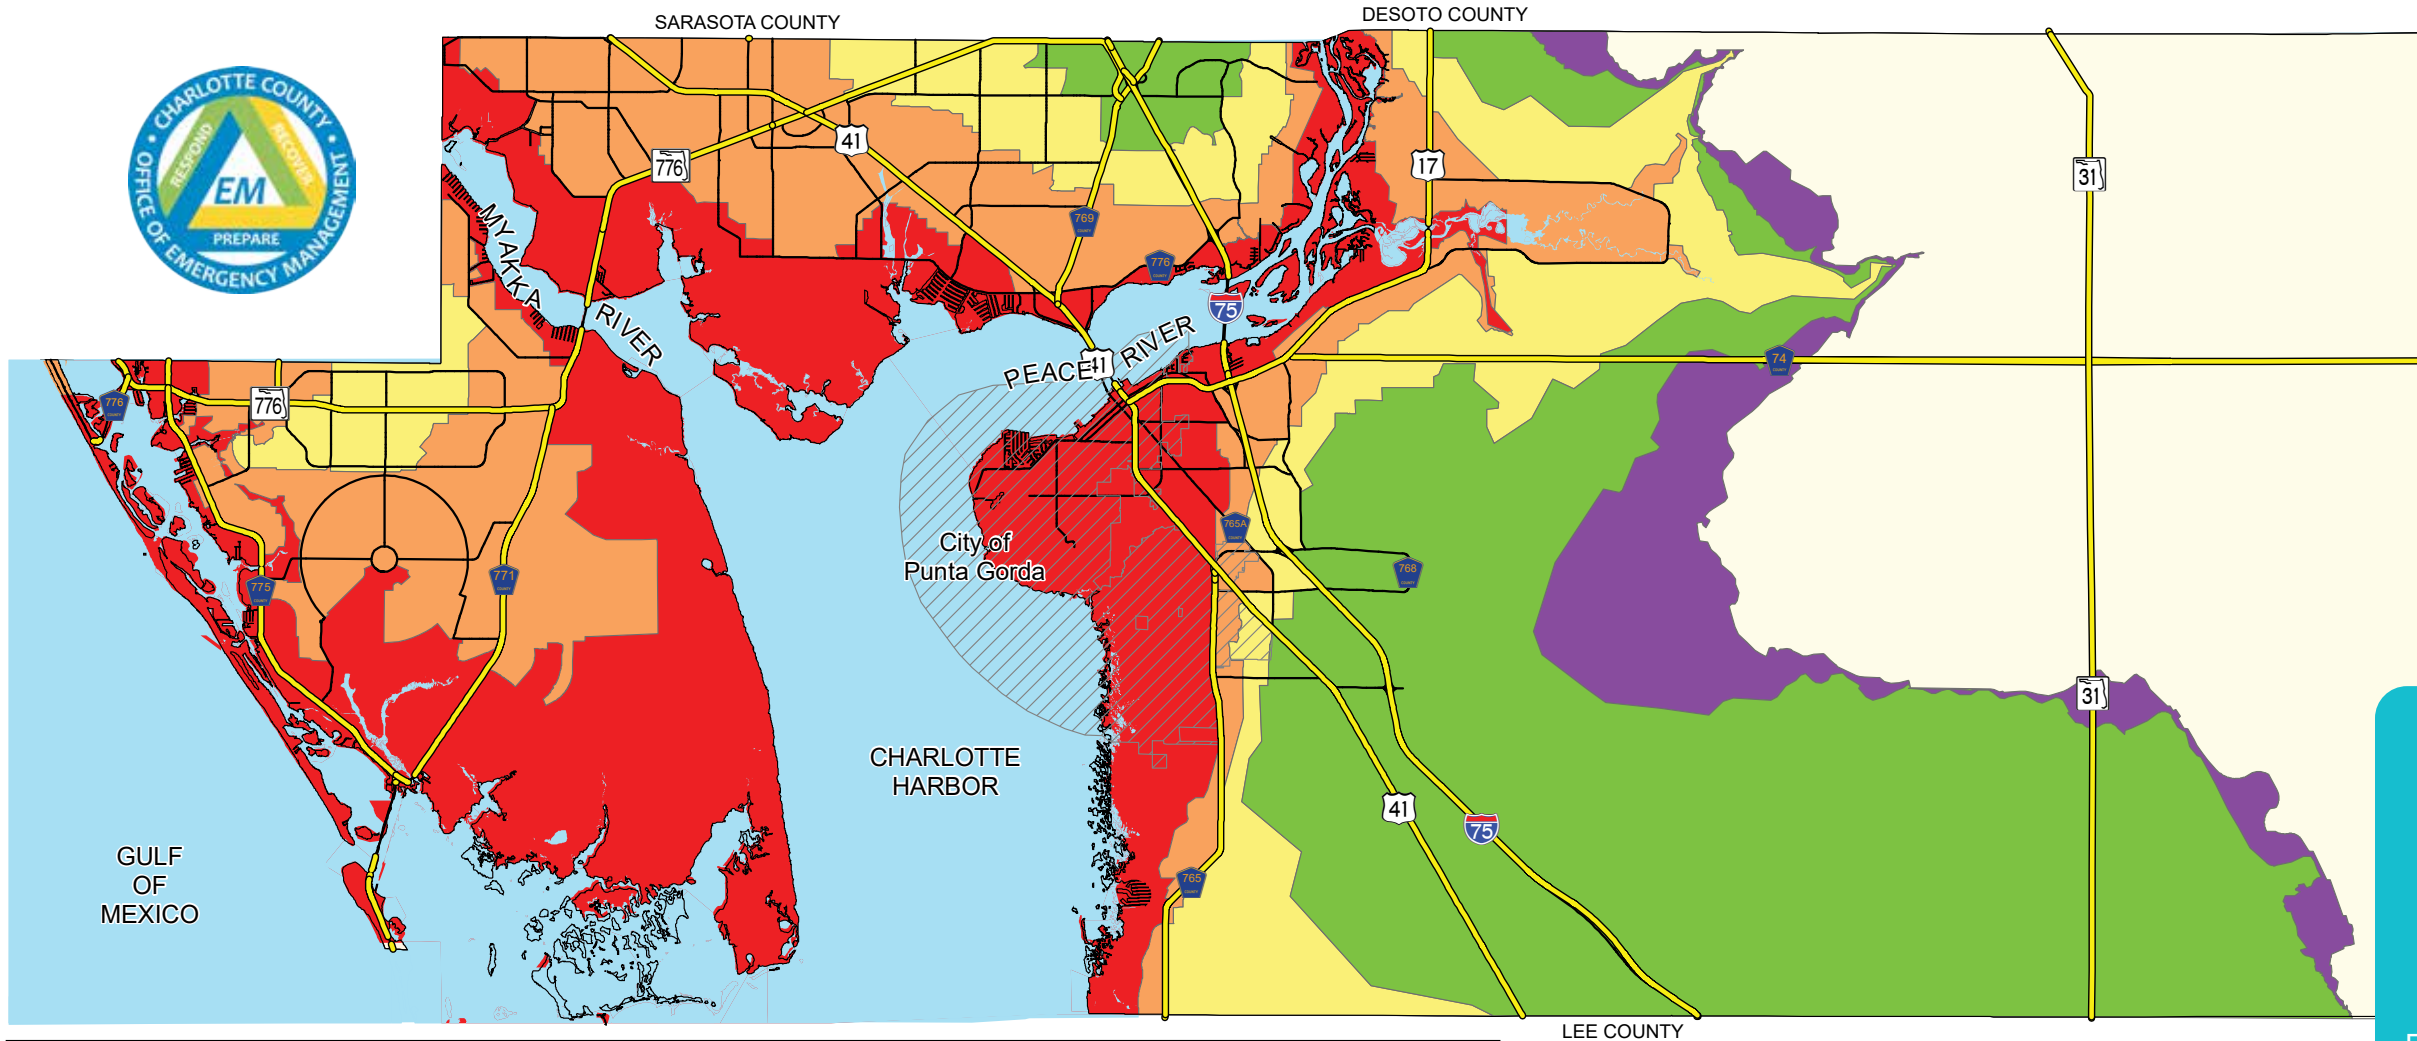 SARASOTA COUNTY
DESOTO COUNTY
CHARLOTTE COUNTY
OFFICE OF EMERGENCY MANAGEMENT
RESPOND
RECOVER
EM
PREPARE
776
41
17
31
769
776
MYAKKA
RIVER
75
PEACE
41
RIVER
74
776
776
City of
Punta Gorda
765A
768
775
771
31
CHARLOTTE
HARBOR
41
75
GULF
OF
MEXICO
765
LEE COUNTY